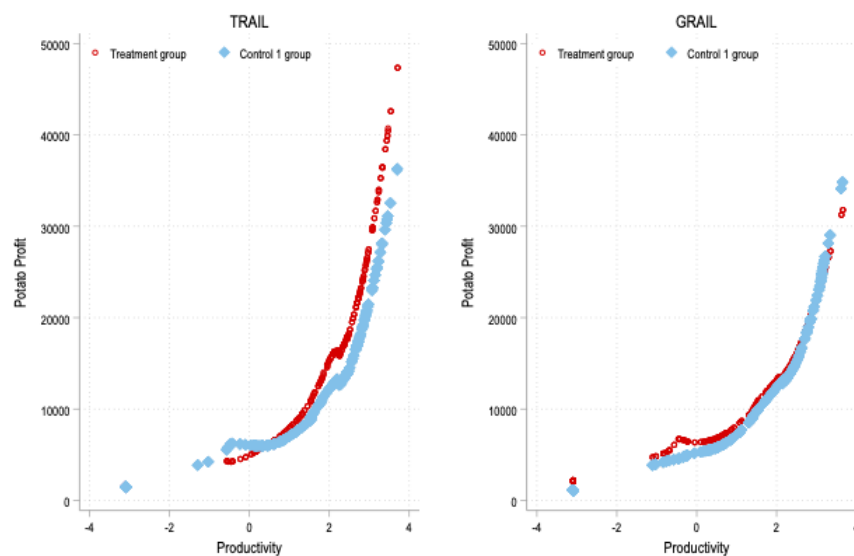 TRAIL
Treatment group
Control 1 group
50000
40000
30000
20000
10000
0
Potato Profit
-4
-2
0
2
4
Productivity
GRAIL
Treatment group
Control 1 group
50000
40000
30000
20000
10000
0
Potato Profit
-4
-2
0
2
4
Productivity